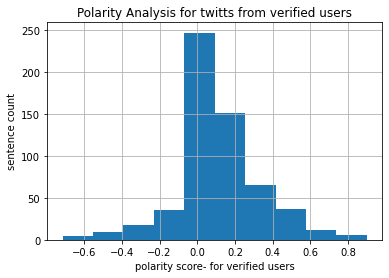 Polarity Analysis for twitts from verified users
250
200
150
100
50
0
sentence count
−0.6 −0.4 −0.2 0.0 0.2 0.4 0.6 0.8
polarity score- for verified users